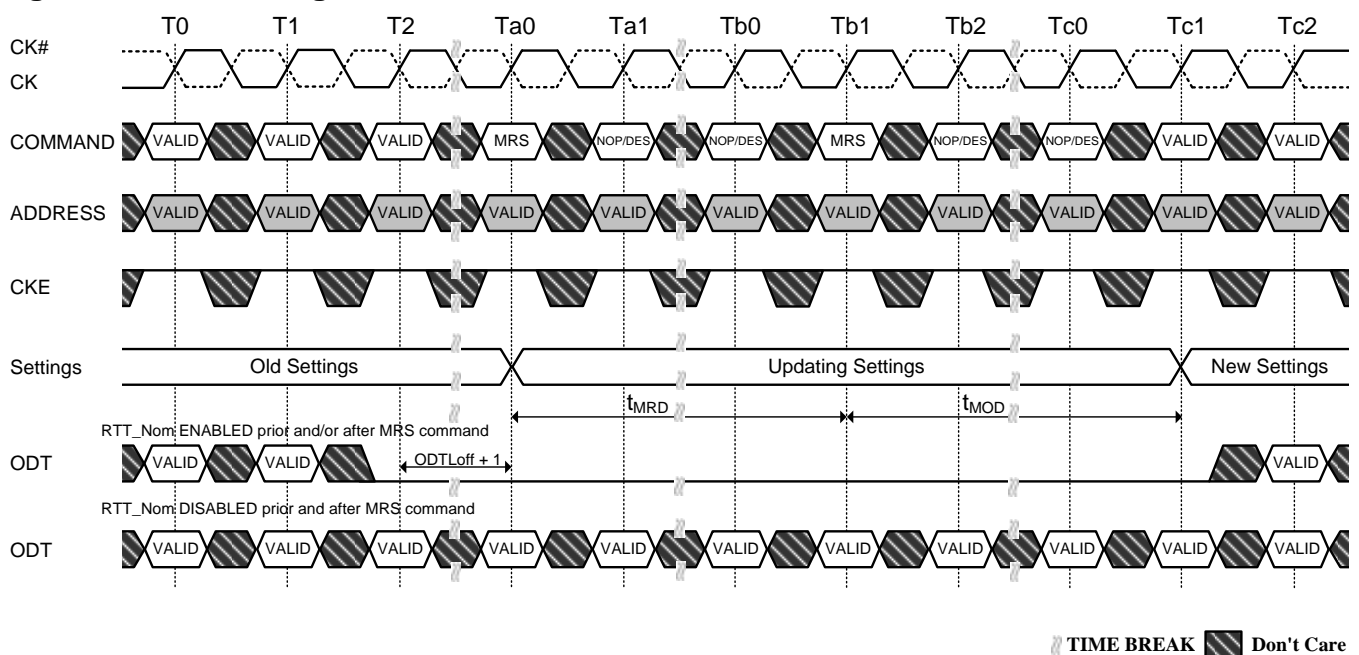 T0 T1 T2 Ta0 Ta1 Tb0 Tb1 Tb2 Tc0 Tc1 Tc2
CK#
CK
COMMAND VALID VALID VALID MRS NOP/DES NOP/DES MRS NOP/DES NOP/DES VALID VALID
ADDRESS VALID VALID VALID VALID VALID VALID VALID VALID VALID VALID VALID
CKE
Settings Old Settings Updating Settings New Settings
tMRD tMOD
RTT_Nom ENABLED prior and/or after MRS command
ODT VALID VALID ODTLoff + 1 VALID
RTT_Nom DISABLED prior and after MRS command
ODT VALID VALID VALID VALID VALID VALID VALID VALID VALID VALID VALID
TIME BREAK Don't Care